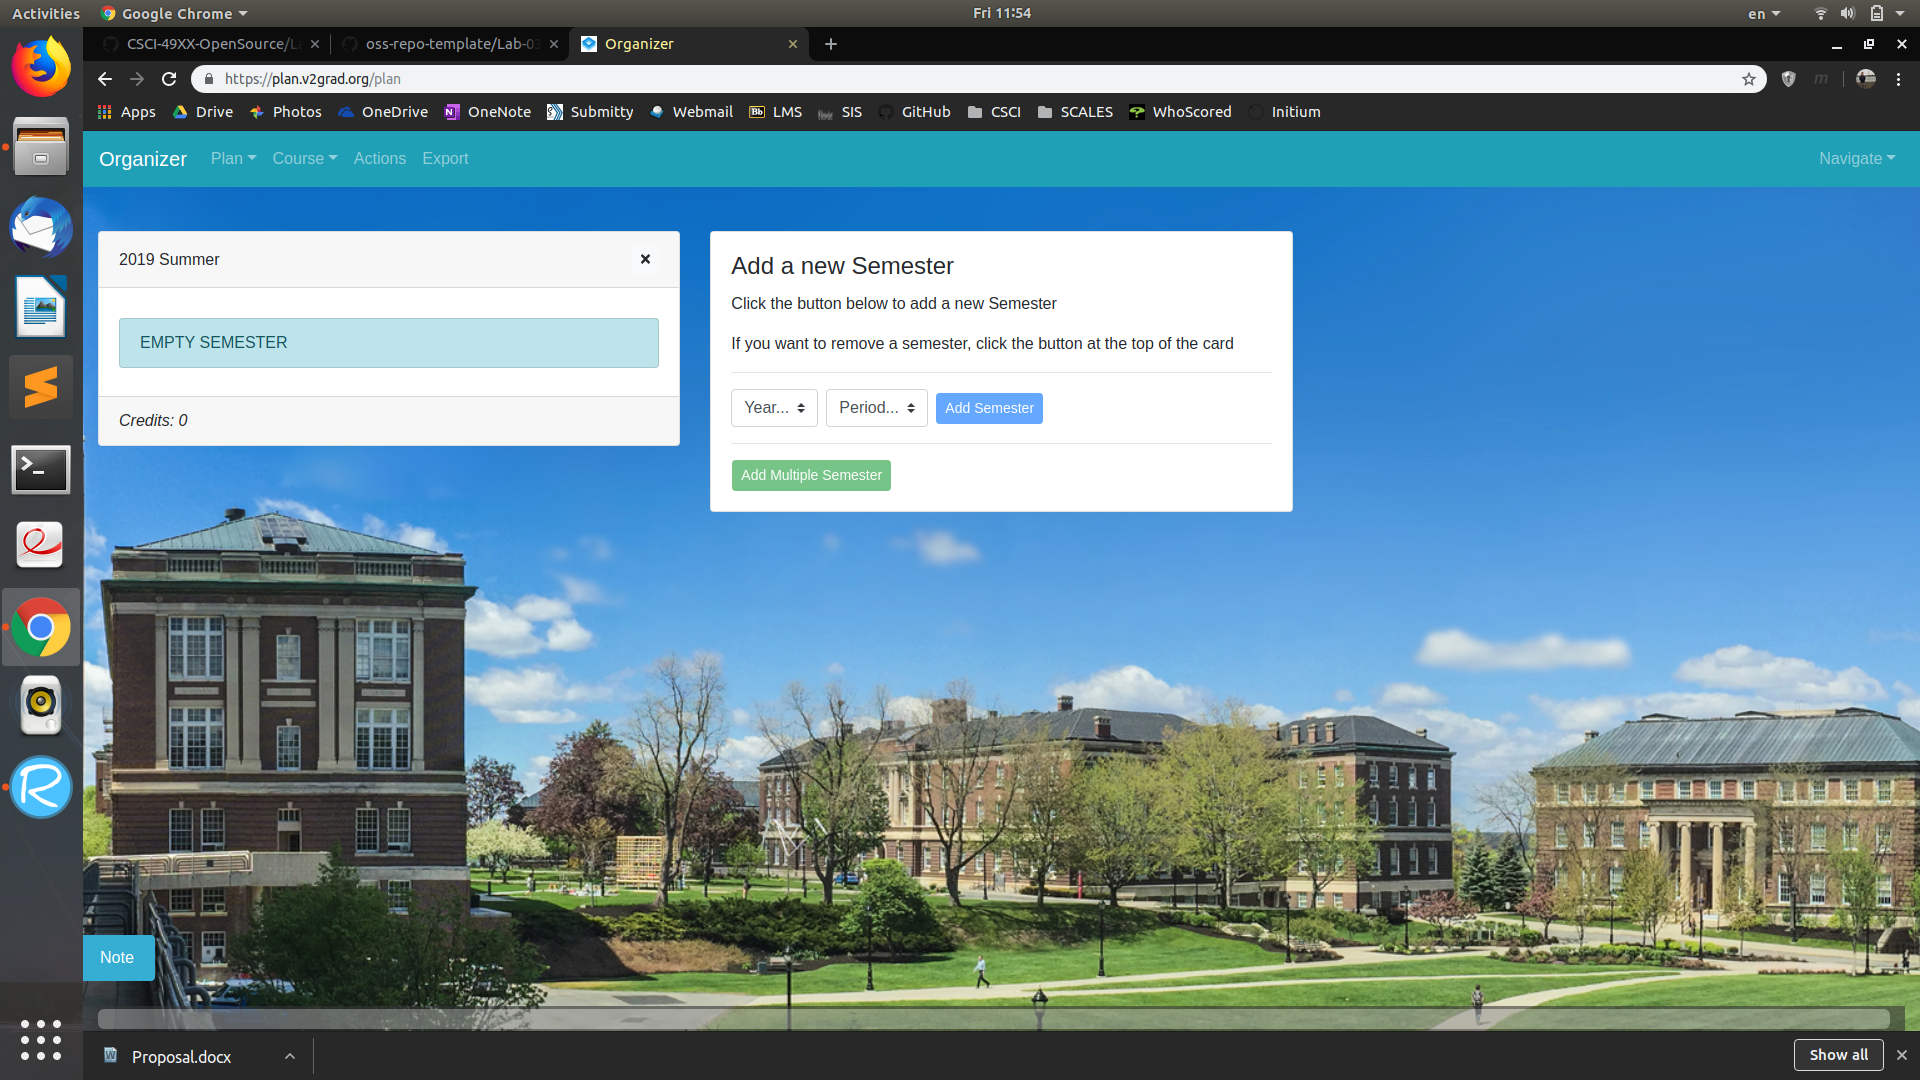 Activities Google Chrome Fri 11:54 en
CSCI-49XX-OpenSource/La oss-repo-template/Lab-03 Organizer
https://plan.v2grad.org/plan
Apps Drive Photos OneDrive OneNote Submitty Webmail Bb LMS SIS GitHub CSCI SCALES WhoScored Initium
Organizer Plan Course Actions Export Navigate
2019 Summer
EMPTY SEMESTER
Credits: 0
Add a new Semester
Click the button below to add a new Semester
If you want to remove a semester, click the button at the top of the card
Year... Period... Add Semester
Add Multiple Semester
Note
Proposal.docx Show all